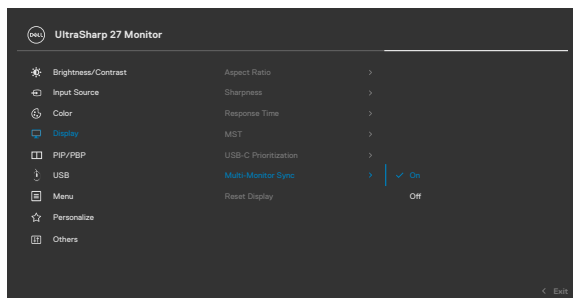 DELL UltraSharp 27 Monitor
Brightness/Contrast Aspect Ratio >
Input Source Sharpness >
Color Response Time >
Display MST >
PIP/PBP USB-C Prioritization >
USB Multi-Monitor Sync > ✓ On
Menu Reset Display Off
Personalize
Others
< Exit